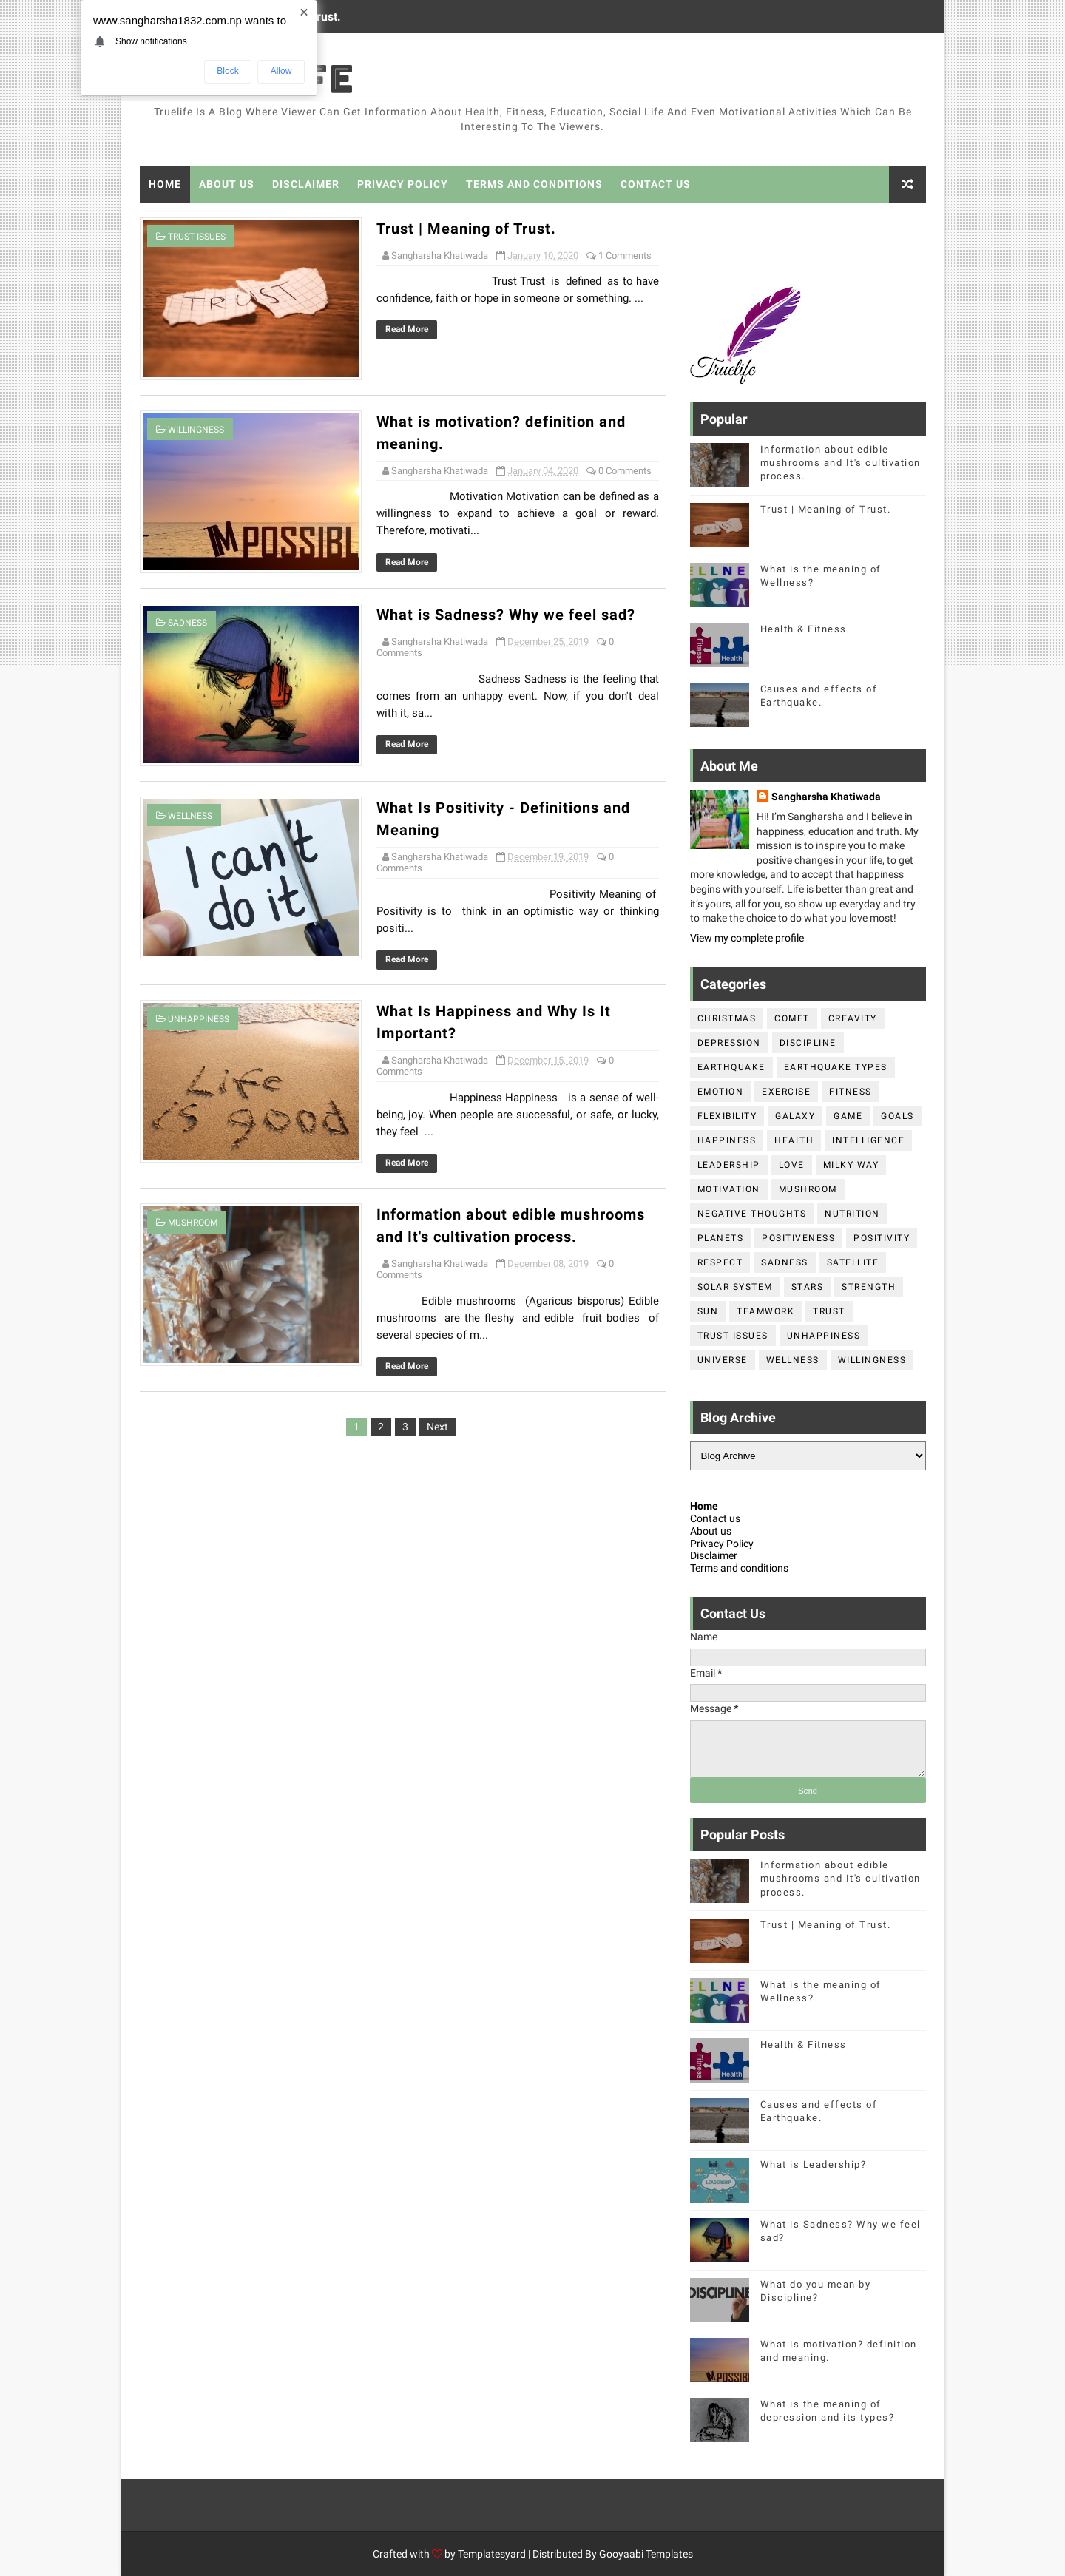 www.sangharsha1832.com.np wants to
Show notifications
Block
Allow
rust.
FE
Truelife Is A Blog Where Viewer Can Get Information About Health, Fitness, Education, Social Life And Even Motivational Activities Which Can Be
Interesting To The Viewers.
HOME ABOUT US DISCLAIMER PRIVACY POLICY TERMS AND CONDITIONS CONTACT US
TRUST ISSUES
TRUST
Trust | Meaning of Trust.
Sangharsha Khatiwada January 10, 2020 1 Comments
Trust Trust is defined as to have
confidence, faith or hope in someone or something. ...
Read More
WILLINGNESS
IMPOSSIBL
What is motivation? definition and
meaning.
Sangharsha Khatiwada January 04, 2020 0 Comments
Motivation Motivation can be defined as a
willingness to expand to achieve a goal or reward.
Therefore, motivati...
Read More
SADNESS
What is Sadness? Why we feel sad?
Sangharsha Khatiwada December 25, 2019 0
Comments
Sadness Sadness is the feeling that
comes from an unhappy event. Now, if you don't deal
with it, sa...
Read More
WELLNESS
I can't
do it
What Is Positivity - Definitions and
Meaning
Sangharsha Khatiwada December 19, 2019 0
Comments
Positivity Meaning of
Positivity is to think in an optimistic way or thinking
positi...
Read More
UNHAPPINESS
Life
is good
What Is Happiness and Why Is It
Important?
Sangharsha Khatiwada December 15, 2019 0
Comments
Happiness Happiness is a sense of well-
being, joy. When people are successful, or safe, or lucky,
they feel ...
Read More
MUSHROOM
Information about edible mushrooms
and It's cultivation process.
Sangharsha Khatiwada December 08, 2019 0
Comments
Edible mushrooms (Agaricus bisporus) Edible
mushrooms are the fleshy and edible fruit bodies of
several species of m...
Read More
1 2 3 Next
Truelife
Popular
Information about edible
mushrooms and It's cultivation
process.
Trust | Meaning of Trust.
ELLNE
What is the meaning of
Wellness?
Fitness
Health
Health & Fitness
Causes and effects of
Earthquake.
About Me
Sangharsha Khatiwada
Hi! I'm Sangharsha and I believe in
happiness, education and truth. My
mission is to inspire you to make
positive changes in your life, to get
more knowledge, and to accept that happiness
begins with yourself. Life is better than great and
it's yours, all for you, so show up everyday and try
to make the choice to do what you love most!
View my complete profile
Categories
CHRISTMAS COMET CREAVITY
DEPRESSION DISCIPLINE
EARTHQUAKE EARTHQUAKE TYPES
EMOTION EXERCISE FITNESS
FLEXIBILITY GALAXY GAME GOALS
HAPPINESS HEALTH INTELLIGENCE
LEADERSHIP LOVE MILKY WAY
MOTIVATION MUSHROOM
NEGATIVE THOUGHTS NUTRITION
PLANETS POSITIVENESS POSITIVITY
RESPECT SADNESS SATELLITE
SOLAR SYSTEM STARS STRENGTH
SUN TEAMWORK TRUST
TRUST ISSUES UNHAPPINESS
UNIVERSE WELLNESS WILLINGNESS
Blog Archive
Blog Archive
Home
Contact us
About us
Privacy Policy
Disclaimer
Terms and conditions
Contact Us
Name
Email *
Message *
Send
Popular Posts
Information about edible
mushrooms and It's cultivation
process.
Trust | Meaning of Trust.
ELLNE
What is the meaning of
Wellness?
Fitness
Health
Health & Fitness
Causes and effects of
Earthquake.
LEADERSHIP
What is Leadership?
What is Sadness? Why we feel
sad?
DISCIPLINE
What do you mean by
Discipline?
MPOSSIB
What is motivation? definition
and meaning.
What is the meaning of
depression and its types?
Crafted with by Templatesyard | Distributed By Gooyaabi Templates